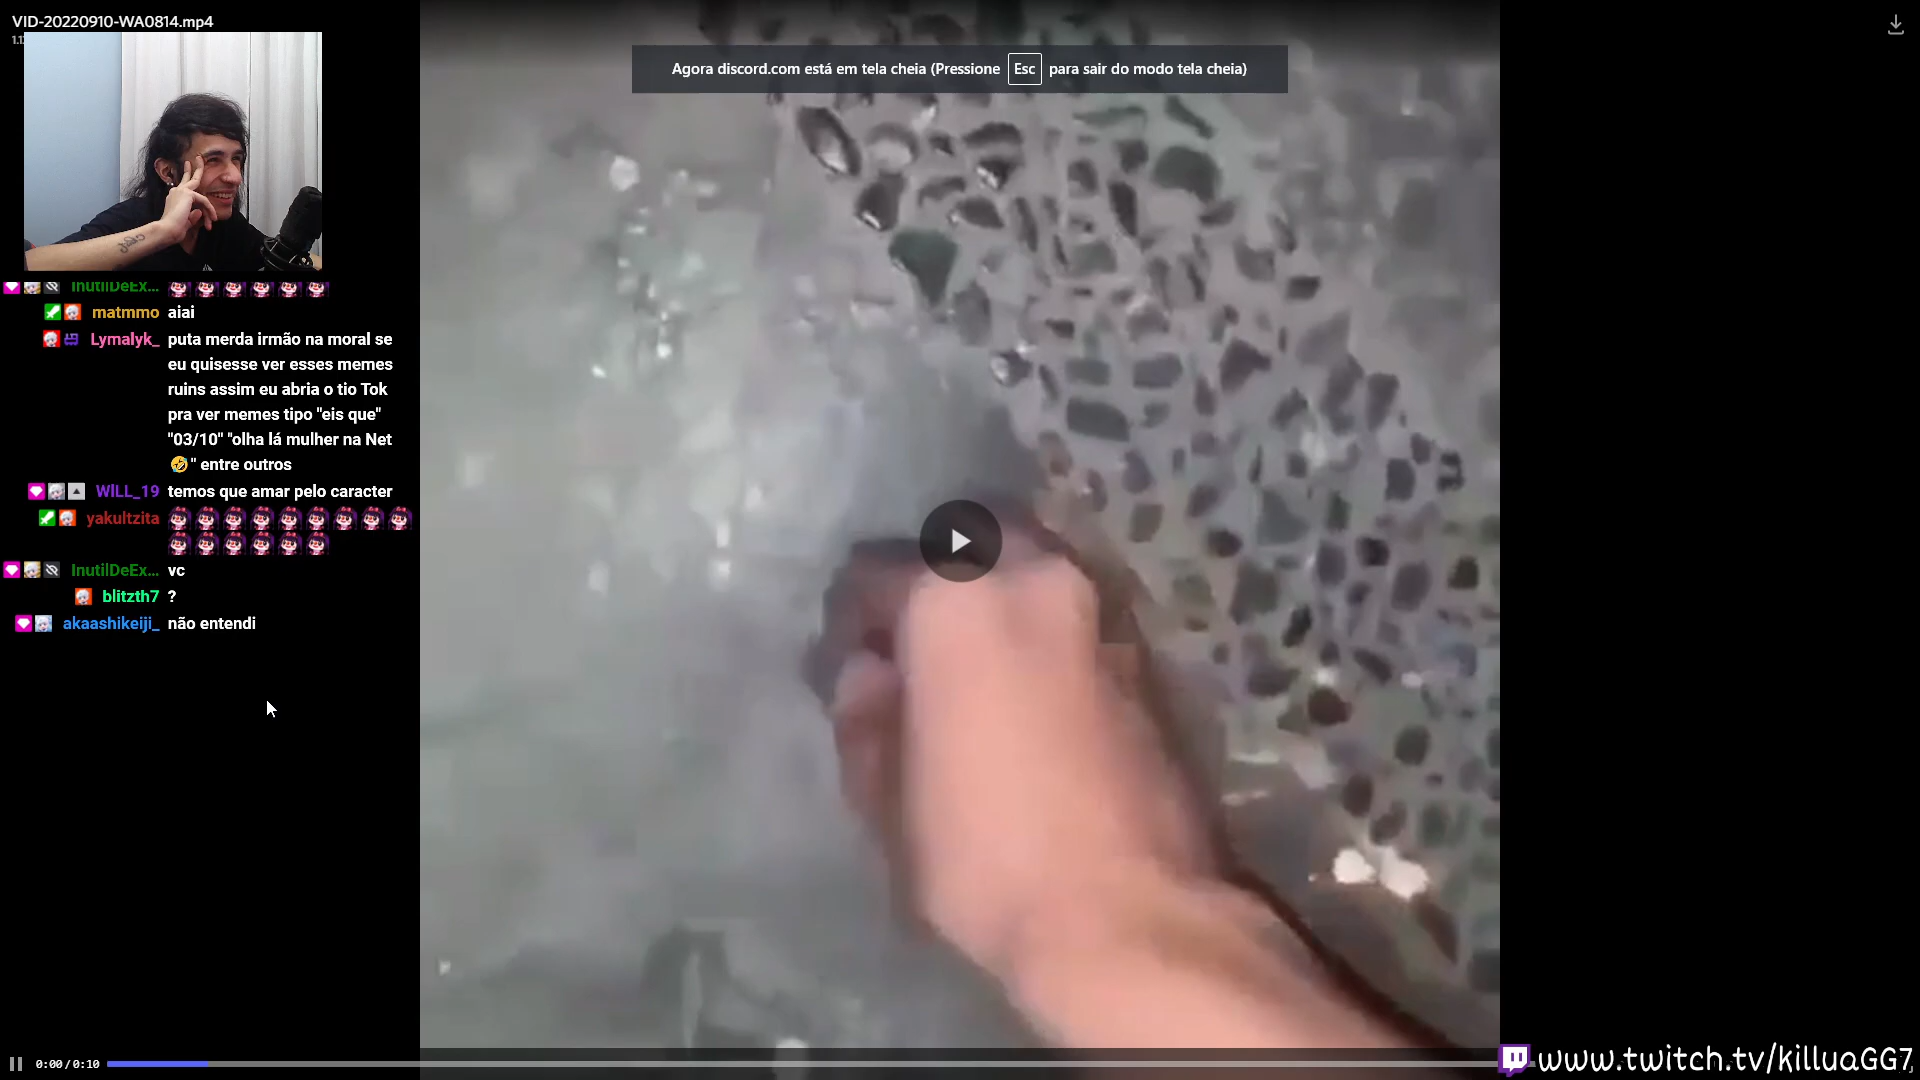 VID-20220910-WA0814.mp4
Agora discord.com está em tela cheia (Pressione Esc para sair do modo tela cheia)
InutilDeEx...
matmmo aiai
Lymalyk_ puta merda irmão na moral se
eu quisesse ver esses memes
ruins assim eu abria o tio Tok
pra ver memes tipo "eis que"
"03/10" "olha lá mulher na Net
🤣" entre outros
WlLL_19 temos que amar pelo caracter
yakultzita
InutilDeEx... vc
blitzth7 ?
akaashikeiji_ não entendi
0:00/0:10
www.twitch.tv/killuaGG7